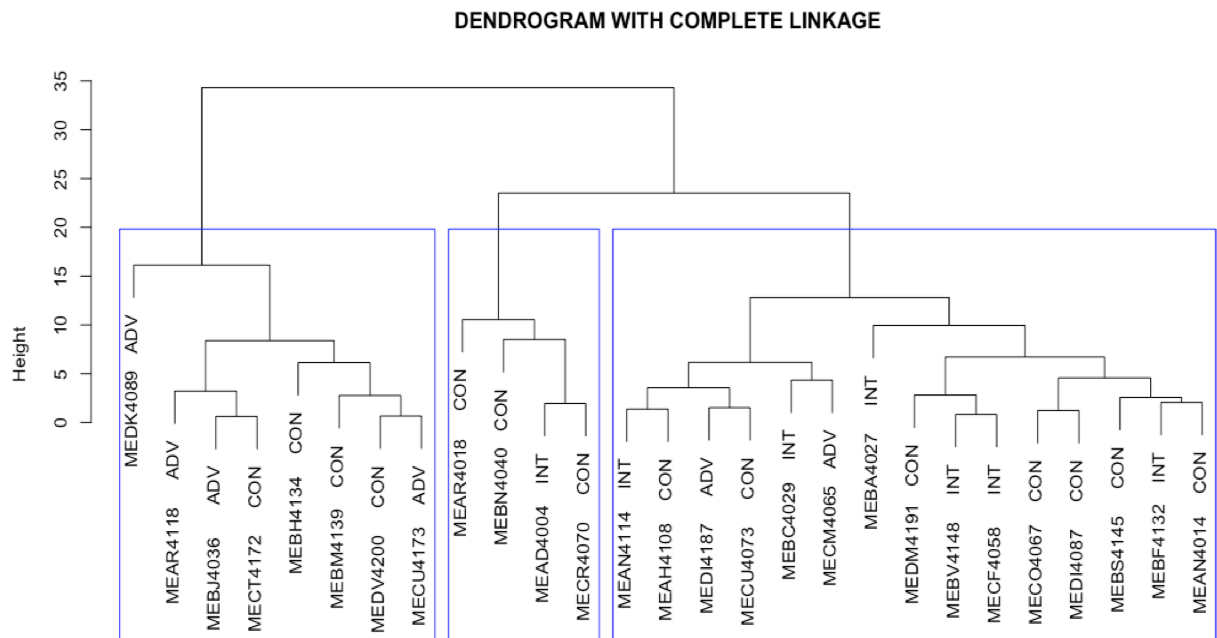 DENDROGRAM WITH COMPLETE LINKAGE
Height
35
30
25
20
15
10
5
0
MEDK4089 ADV
MEAR4118 ADV
MEBJ4036 ADV
MECT4172 CON
MEBH4134 CON
MEBM4139 CON
MEDV4200 CON
MECU4173 ADV
MEAR4018 CON
MEBN4040 CON
MEAD4004 INT
MECR4070 CON
MEAN4114 INT
MEAH4108 CON
MEDI4187 ADV
MECU4073 CON
MEBC4029 INT
MECM4065 ADV
MEBA4027 INT
MEDM4191 CON
MEBV4148 INT
MECF4058 INT
MECO4067 CON
MEDI4087 CON
MEBS4145 CON
MEBF4132 INT
MEAN4014 CON